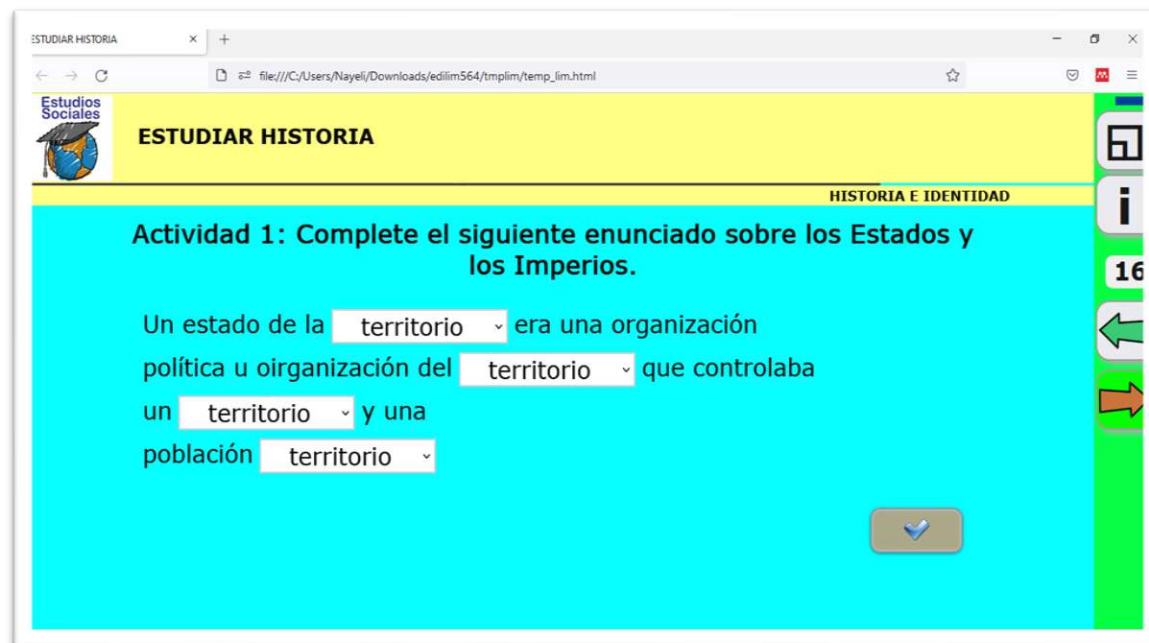 ESTUDIAR HISTORIA
file:///C:/Users/Nayeli/Downloads/edilim564/tmplim/temp_lim.html
Estudios
Sociales
ESTUDIAR HISTORIA
HISTORIA E IDENTIDAD
i
16
Actividad 1: Complete el siguiente enunciado sobre los Estados y
los Imperios.
Un estado de la territorio era una organización
política u oirganización del territorio que controlaba
un territorio y una
población territorio